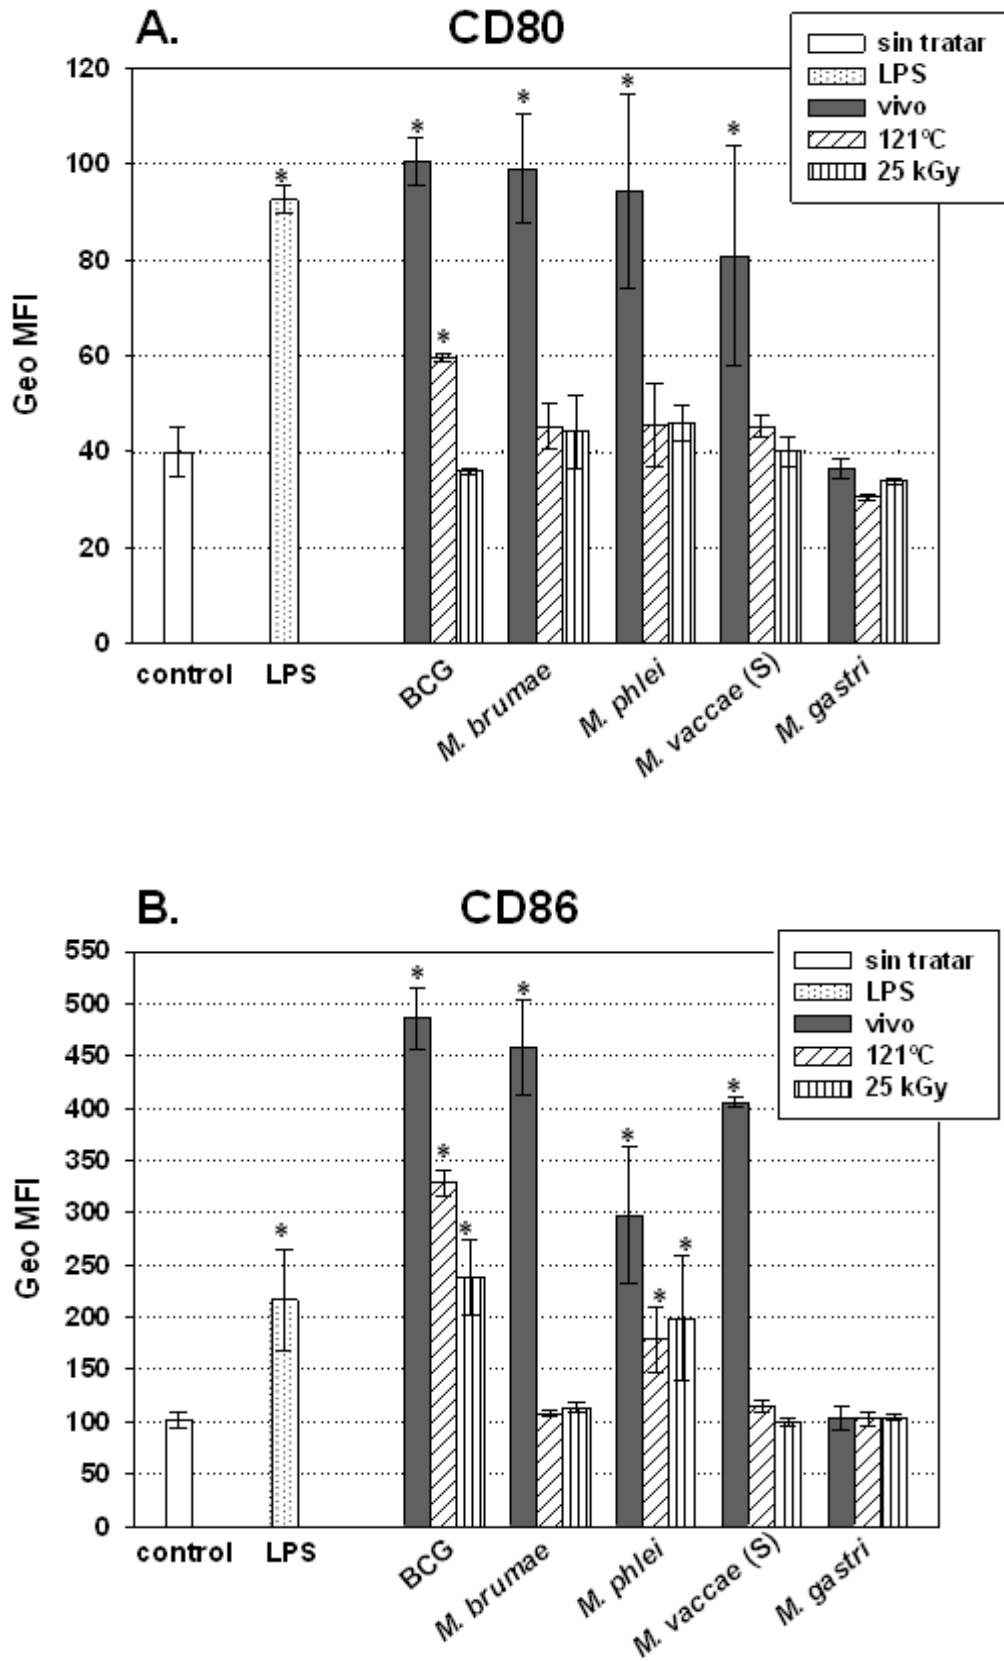 A. CD80
sin tratar
LPS
vivo
121ºC
25 kGy
120
100
80
60
40
20
0
Geo MFI
*
*
*
*
*
*
control
LPS
BCG
M. brumae
M. phlei
M. vaccae (S)
M. gastri
B. CD86
sin tratar
LPS
vivo
121ºC
25 kGy
550
500
450
400
350
300
250
200
150
100
50
0
Geo MFI
*
*
*
*
*
*
*
*
*
control
LPS
BCG
M. brumae
M. phlei
M. vaccae (S)
M. gastri